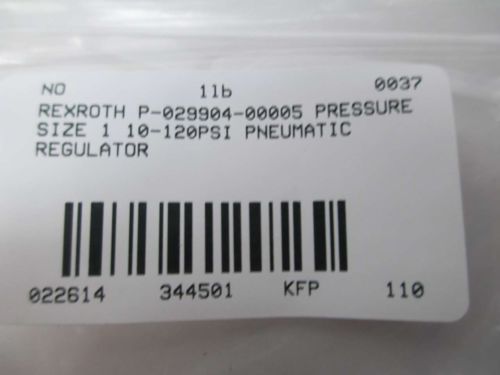 NO 1lb 0037
REXROTH P-029904-00005 PRESSURE
SIZE 1 10-120PSI PNEUMATIC
REGULATOR
022614 344501 KFP 110